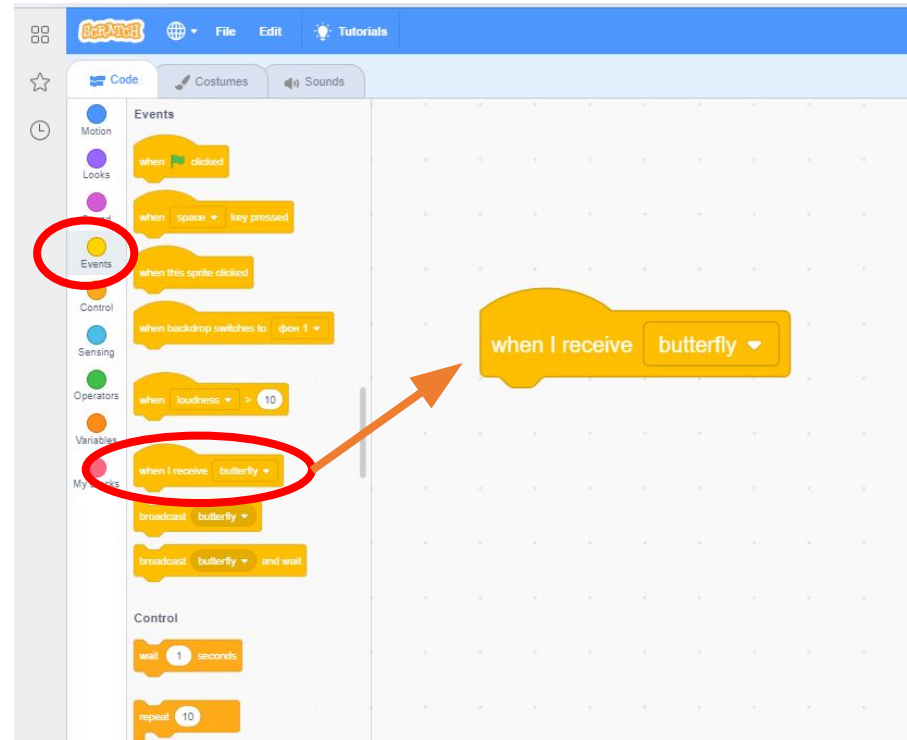 SCRATCH File Edit Tutorials
Code Costumes Sounds
Motion
Looks
Events
Control
Sensing
Operators
Variables
Events
when clicked
when space key pressed
when this sprite clicked
when backdrop switches to фон 1
when loudness > 10
when I receive butterfly
broadcast butterfly
broadcast butterfly and wait
Control
wait 1 seconds
repeat 10
when I receive butterfly